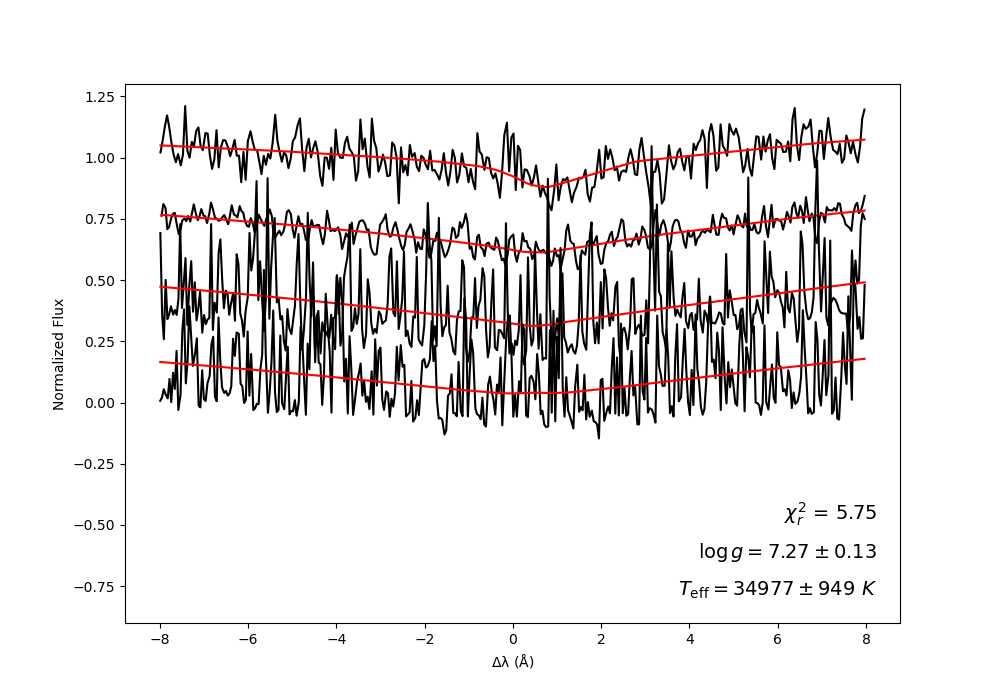 1.25
1.00
0.75
0.50
0.25
0.00
−0.25
−0.50
−0.75
Normalized Flux
χ²ᵣ = 5.75
log g = 7.27 ± 0.13
T_eff = 34977 ± 949 K
−8 −6 −4 −2 0 2 4 6 8
Δλ (Å)